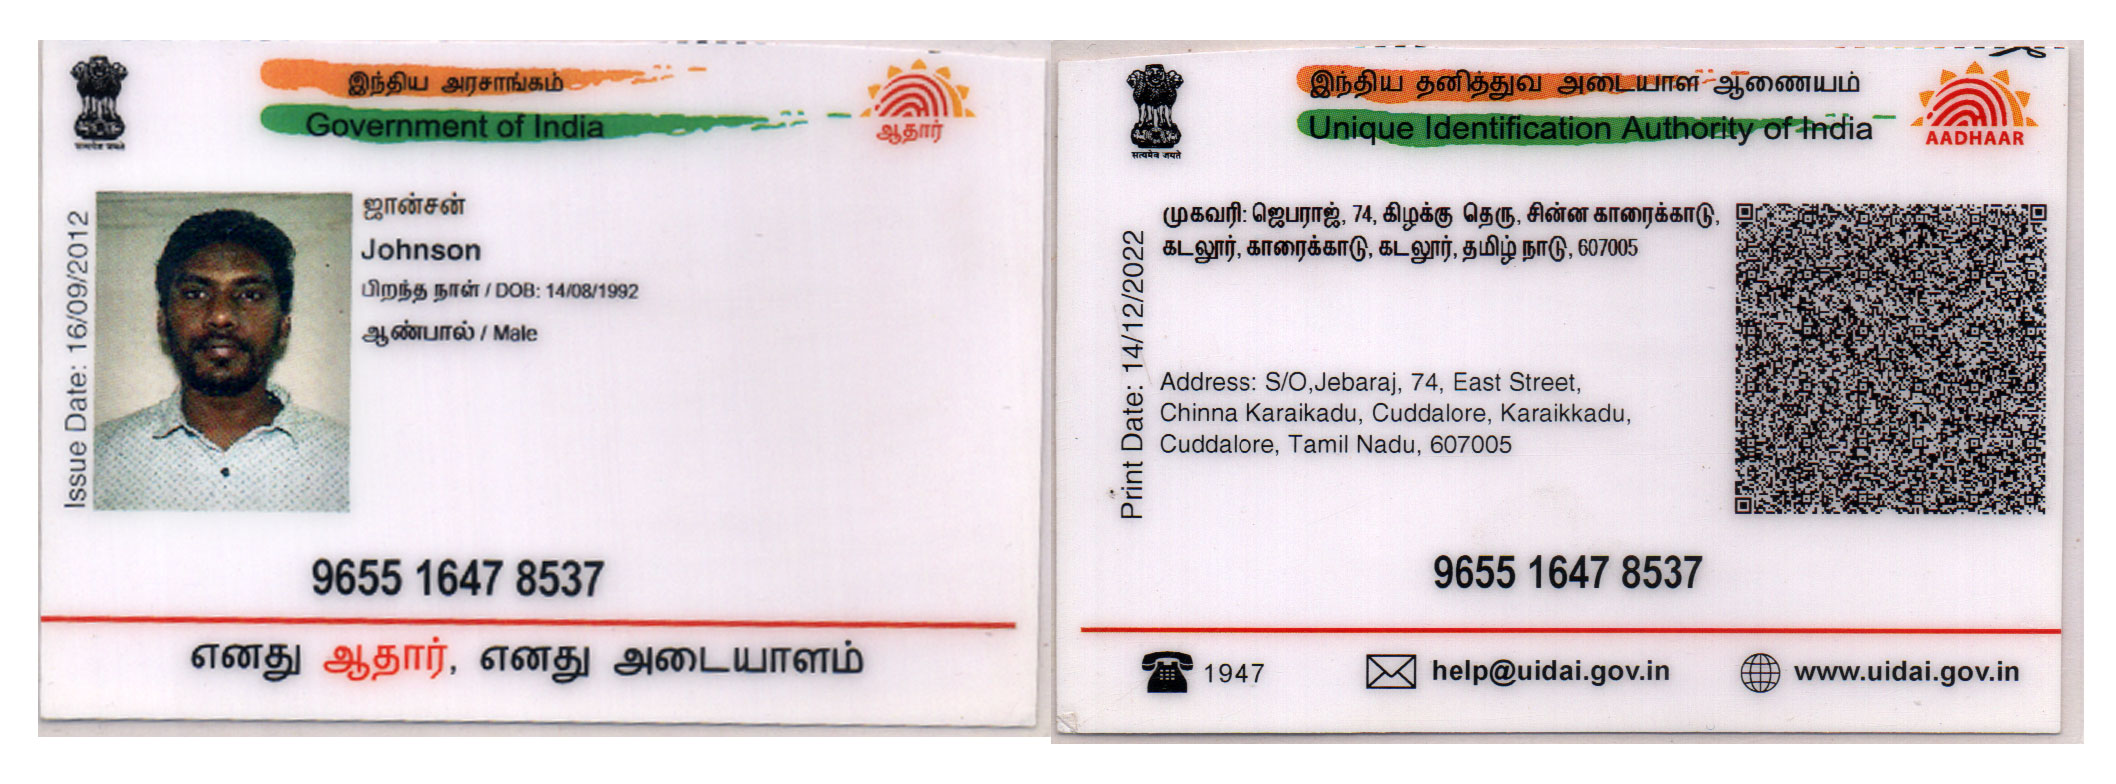 இந்திய அரசாங்கம்
Government of India
ஆதார்
Issue Date: 16/09/2012
ஜான்சன்
Johnson
பிறந்த நாள் / DOB: 14/08/1992
ஆண்பால் / Male
9655 1647 8537
எனது ஆதார், எனது அடையாளம்
सत्यमेव जयते
இந்திய தனித்துவ அடையாள ஆணையம்
Unique Identification Authority of India
AADHAAR
Print Date: 14/12/2022
முகவரி: ஜெபராஜ், 74, கிழக்கு தெரு, சின்ன காரைக்காடு,
கடலூர், காரைக்காடு, கடலூர், தமிழ் நாடு, 607005
Address: S/O,Jebaraj, 74, East Street,
Chinna Karaikadu, Cuddalore, Karaikkadu,
Cuddalore, Tamil Nadu, 607005
9655 1647 8537
1947
help@uidai.gov.in
www.uidai.gov.in